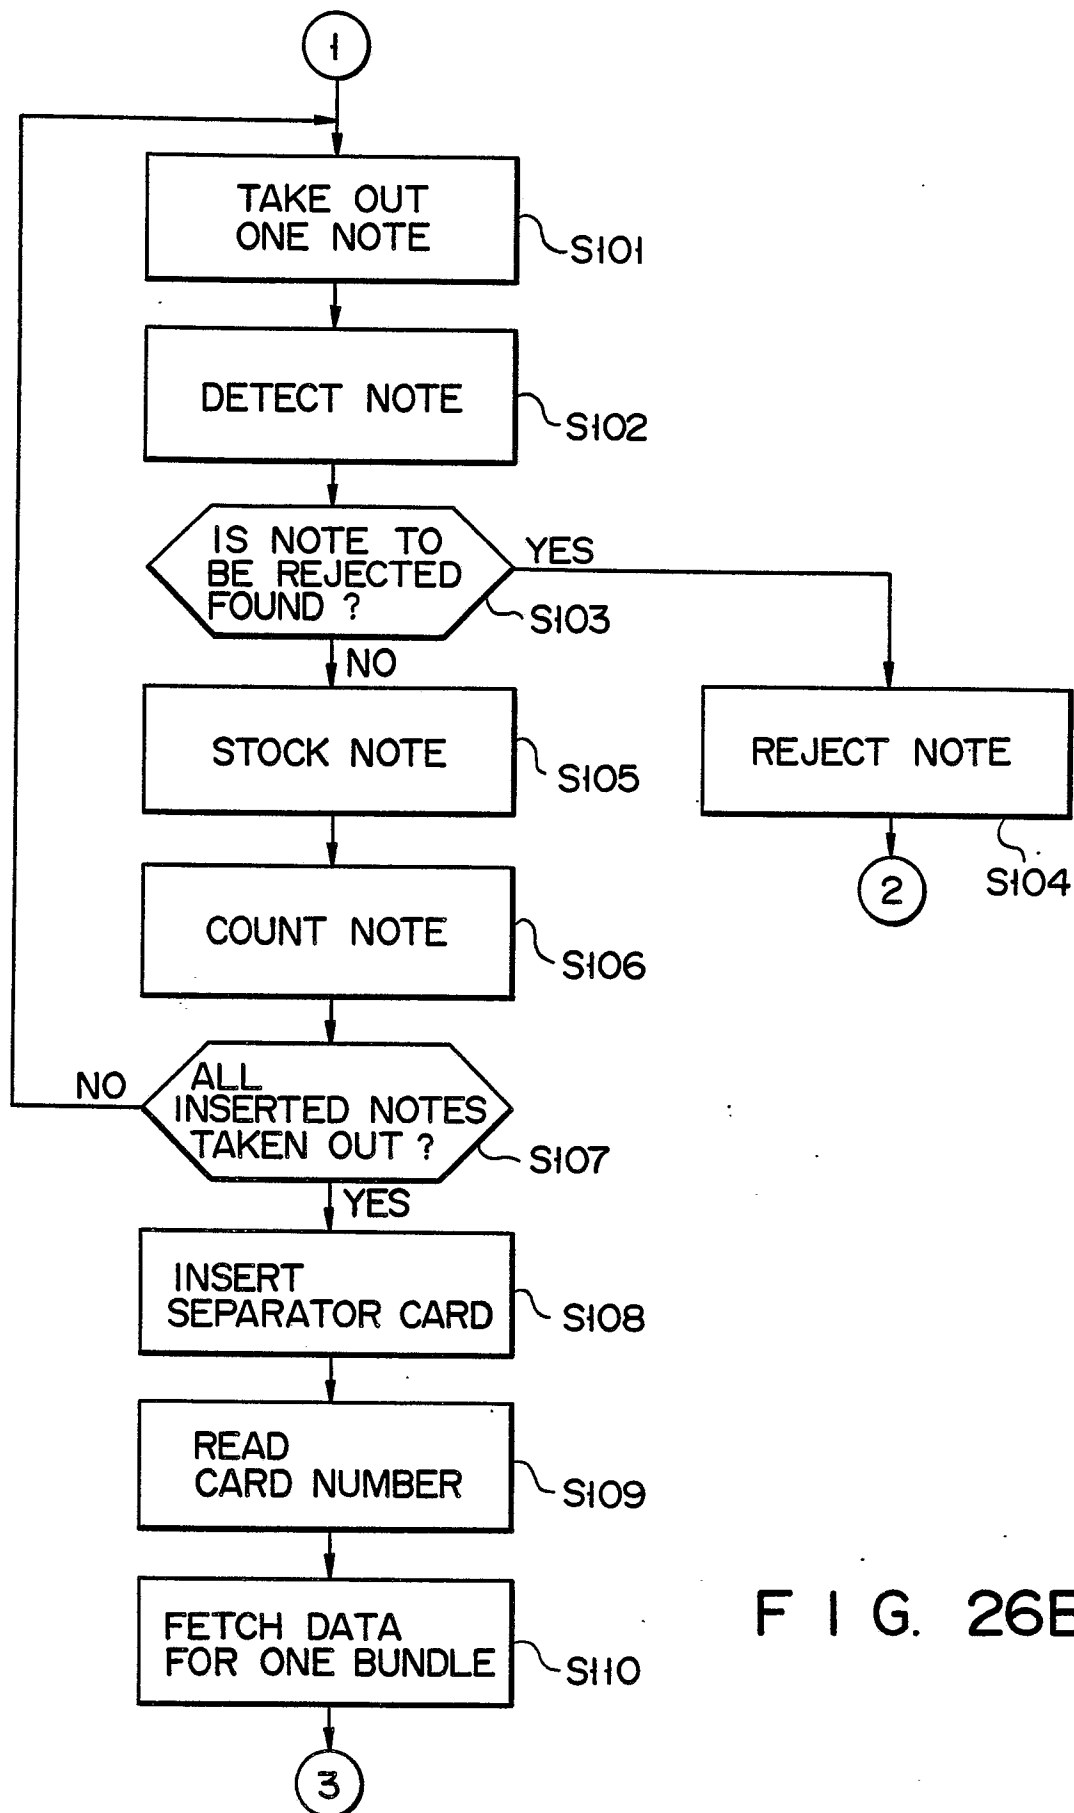 1
TAKE OUT
ONE NOTE
S101
DETECT NOTE
S102
IS NOTE TO
BE REJECTED
FOUND ?
YES
S103
NO
STOCK NOTE
S105
REJECT NOTE
S104
2
COUNT NOTE
S106
NO
ALL
INSERTED NOTES
TAKEN OUT ?
S107
YES
INSERT
SEPARATOR CARD
S108
READ
CARD NUMBER
S109
FETCH DATA
FOR ONE BUNDLE
S110
3
F I G. 26B